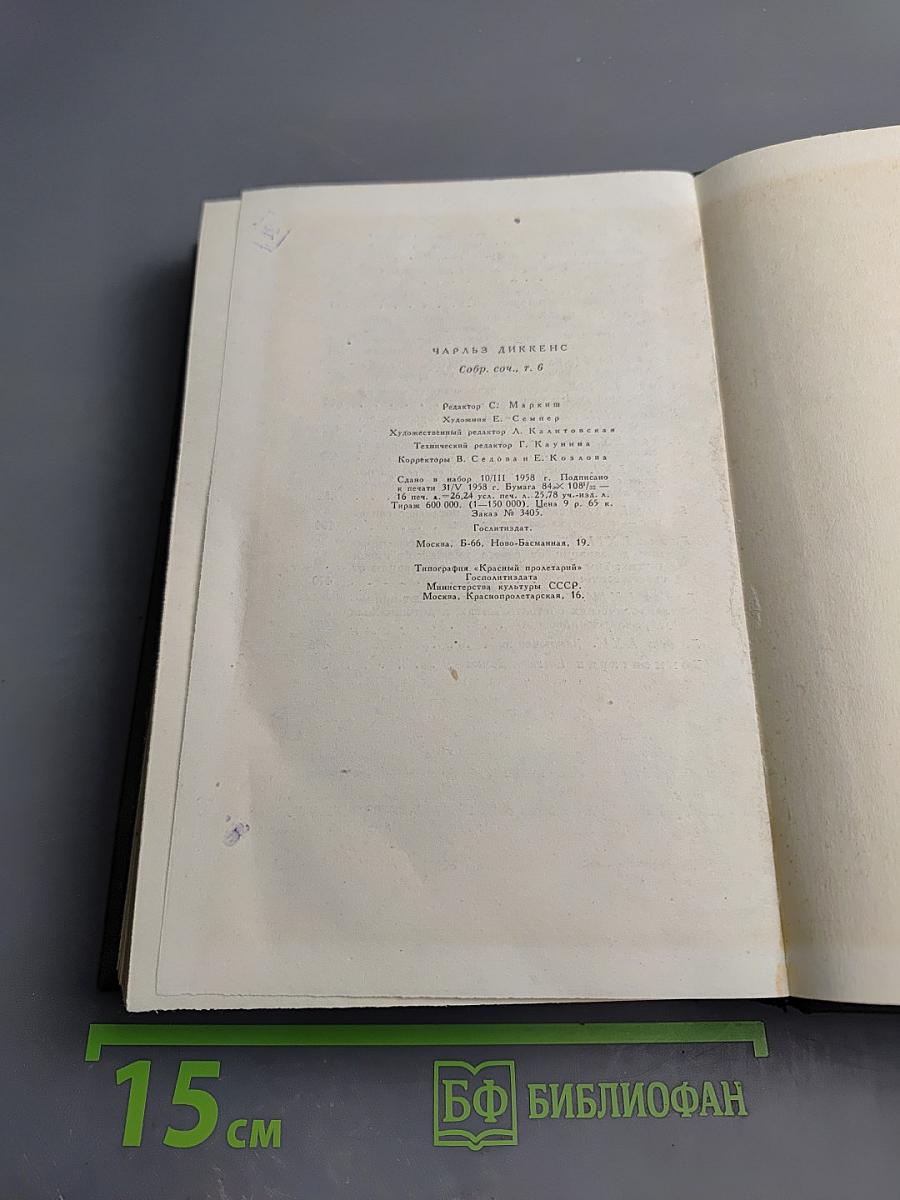 ЧАРЛЬЗ ДИККЕНС
Собр. соч., т. 6
Редактор С. Маркиш
Художник Е. Семпер
Художественный редактор Л. Калитовская
Технический редактор Г. Каунина
Корректоры В. Седова и Е. Козлова
Сдано в набор 10/III 1958 г. Подписано
к печати 31/V 1958 г. Бумага 84 × 108¹/₃₂ —
16 печ. л. = 26,24 усл. печ. л. 25,78 уч.-изд. л.
Тираж 600 000. (1—150 000). Цена 9 р. 65 к.
Заказ № 3405.
Гослитиздат.
Москва, Б-66, Ново-Басманная, 19.
Типография «Красный пролетарий»
Госполитиздата
Министерства культуры СССР.
Москва, Краснопролетарская, 16.
15 см
БФ БИБЛИОФАН